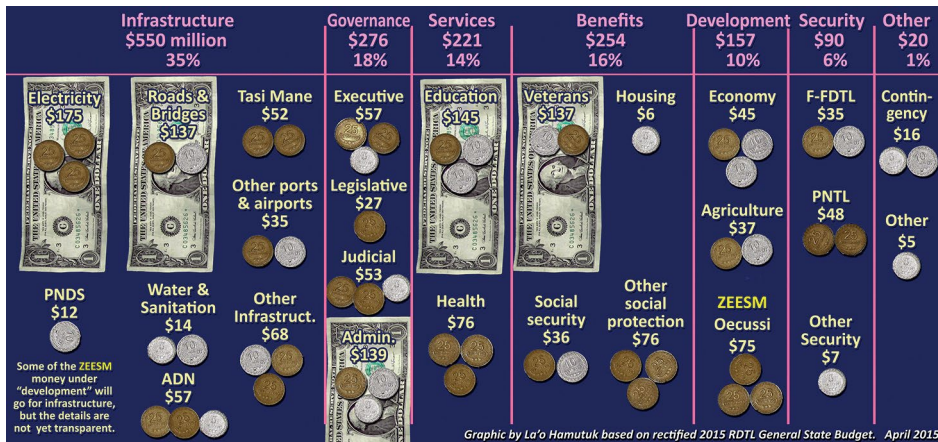 Infrastructure
$550 million
35%
Governance
$276
18%
Services
$221
14%
Benefits
$254
16%
Development
$157
10%
Security
$90
6%
Other
$20
1%
Electricity
$175
Roads &
Bridges
$137
Tasi Mane
$52
Other ports
& airports
$35
PNDS
$12
Water &
Sanitation
$14
Other
Infrastruct.
$68
ADN
$57
Some of the ZEESM
money under
“development” will
go for infrastructure,
but the details are
not yet transparent.
Executive
$57
Legislative
$27
Judicial
$53
Admin.
$139
Education
$145
Health
$76
Veterans
$137
Housing
$6
Social
security
$36
Other
social
protection
$76
Economy
$45
Agriculture
$37
ZEESM
Oecussi
$75
F-FDTL
$35
PNTL
$48
Other
Security
$7
Contin-
gency
$16
Other
$5
Graphic by La’o Hamutuk based on rectified 2015 RDTL General State Budget. April 2015